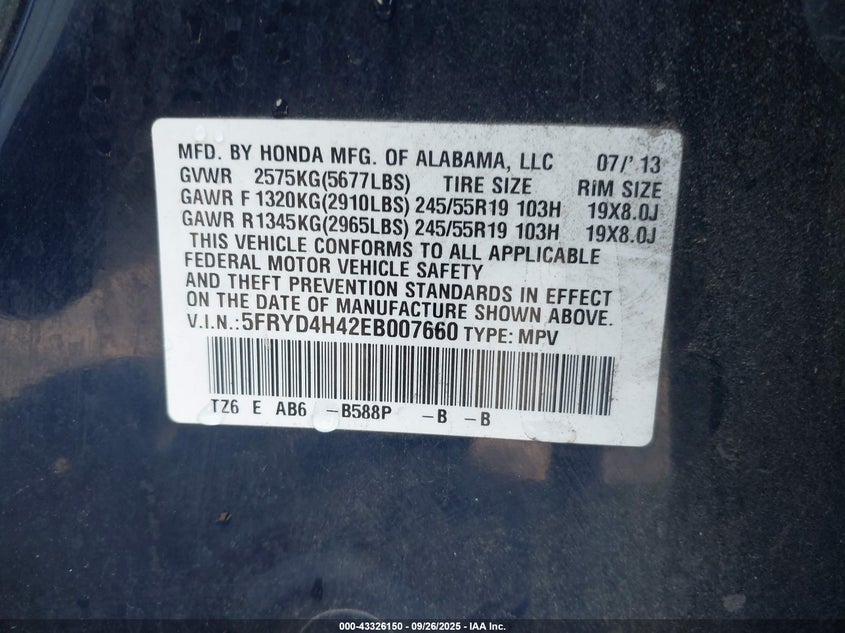 MFD. BY HONDA MFG. OF ALABAMA, LLC 07/'13
GVWR 2575KG(5677LBS) TIRE SIZE RIM SIZE
GAWR F 1320KG(2910LBS) 245/55R19 103H 19X8.0J
GAWR R 1345KG(2965LBS) 245/55R19 103H 19X8.0J
THIS VEHICLE CONFORMS TO ALL APPLICABLE
FEDERAL MOTOR VEHICLE SAFETY
AND THEFT PREVENTION STANDARDS IN EFFECT
ON THE DATE OF MANUFACTURE SHOWN ABOVE.
V.I.N.:5FRYD4H42EB007660 TYPE: MPV
TZ6 E AB6 -B588P -B -B
000-43326150 - 09/26/2025 - IAA Inc.